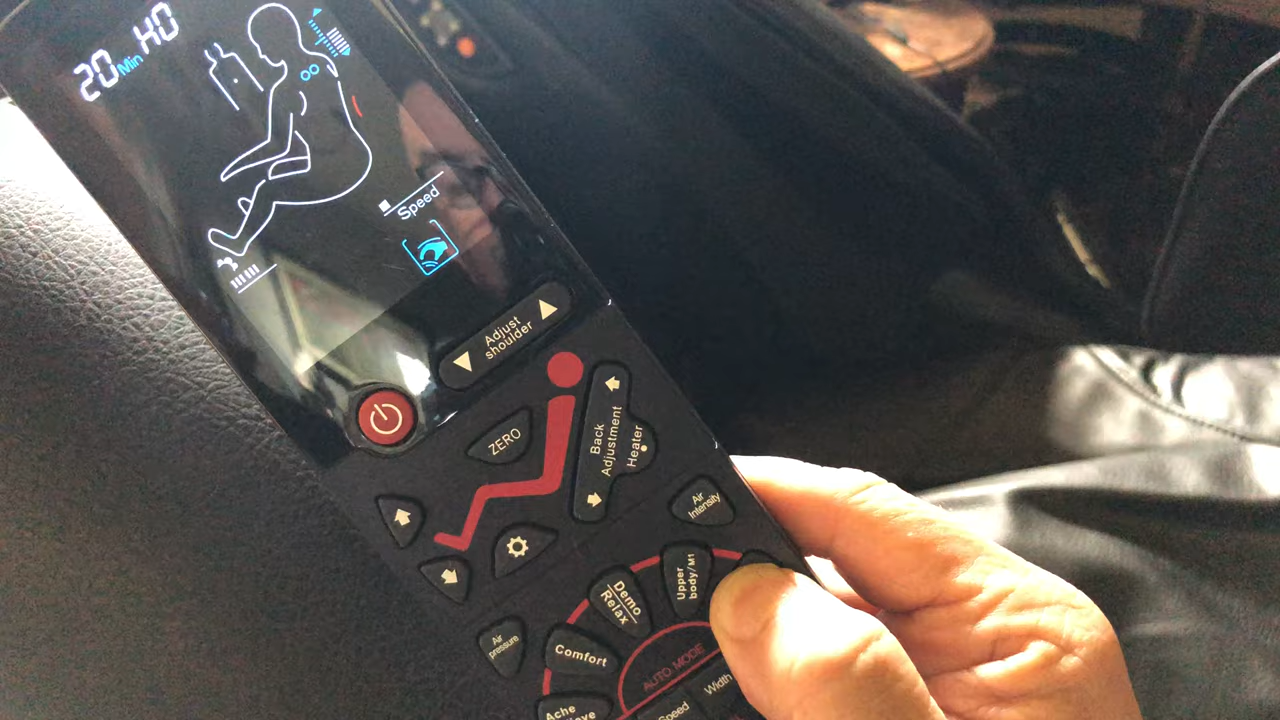 20 Min H0
Speed
Adjust
shoulder
ZERO
Back
Adjustment
Heater
Air
Intensity
Upper
body/M1
Demo
Relax
Air
pressure
Comfort
AUTO MODE
Width
Speed
Ache